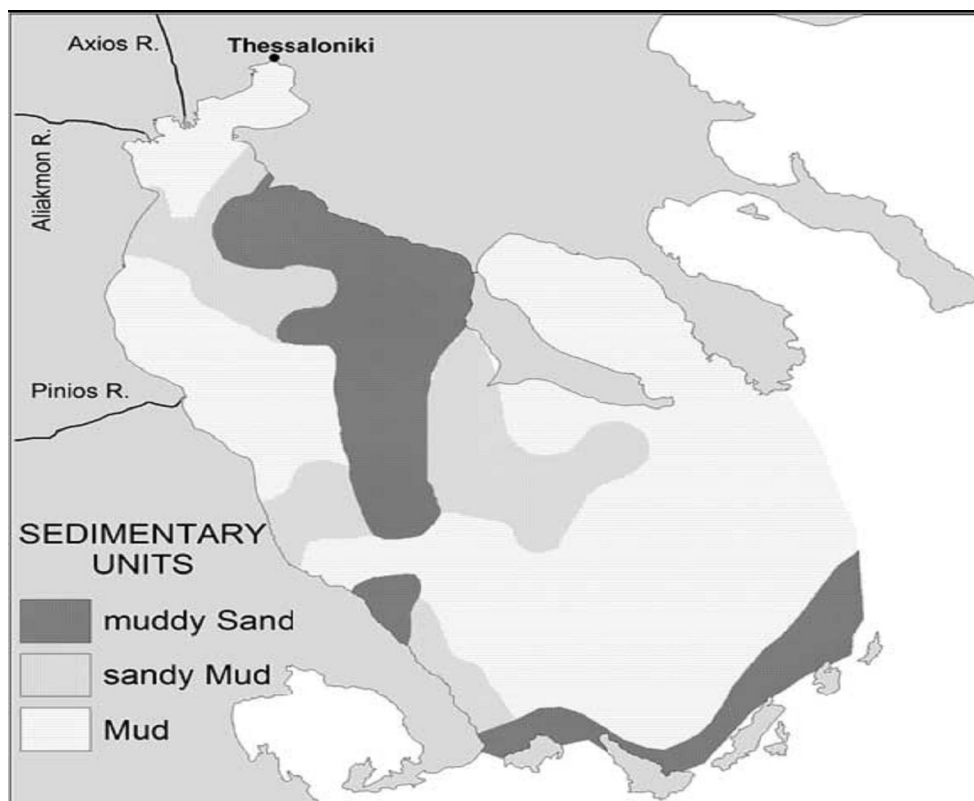 Axios R.
Thessaloniki
Aliakmon R.
Pinios R.
SEDIMENTARY
UNITS
muddy Sand
sandy Mud
Mud